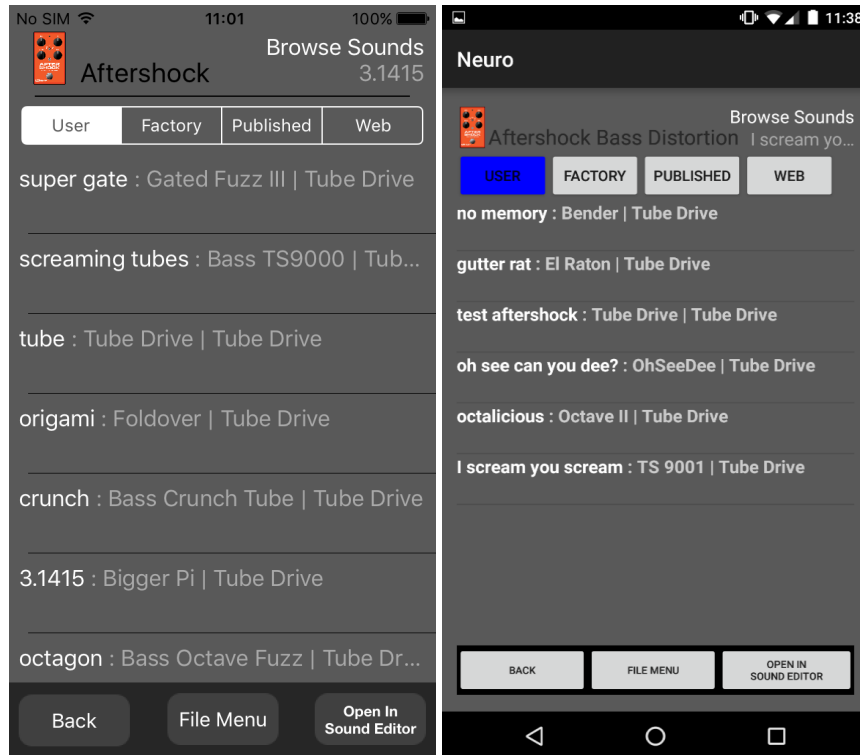 No SIM 11:01 100%
Browse Sounds
Aftershock 3.1415
User Factory Published Web
super gate : Gated Fuzz III | Tube Drive
screaming tubes : Bass TS9000 | Tub...
tube : Tube Drive | Tube Drive
origami : Foldover | Tube Drive
crunch : Bass Crunch Tube | Tube Drive
3.1415 : Bigger Pi | Tube Drive
octagon : Bass Octave Fuzz | Tube Dr...
Back File Menu Open In
Sound Editor
11:38
Neuro
Browse Sounds
Aftershock Bass Distortion I scream yo...
USER FACTORY PUBLISHED WEB
no memory : Bender | Tube Drive
gutter rat : El Raton | Tube Drive
test aftershock : Tube Drive | Tube Drive
oh see can you dee? : OhSeeDee | Tube Drive
octalicious : Octave II | Tube Drive
I scream you scream : TS 9001 | Tube Drive
BACK FILE MENU OPEN IN
SOUND EDITOR